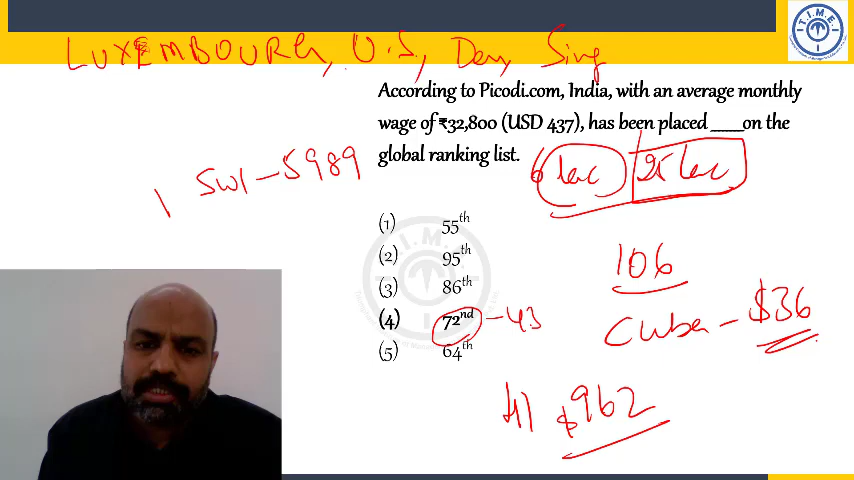 T.I.M.E.
LUXEMBOURG, U.S, Den, Sing
According to Picodi.com, India, with an average monthly
wage of ₹32,800 (USD 437), has been placed _____on the
global ranking list.
6 lac 25 lac
1 SWI - 5989
(1) 55th
(2) 95th
(3) 86th
(4) 72nd - 43
(5) 64th
106
Cuba - $36
41 $962